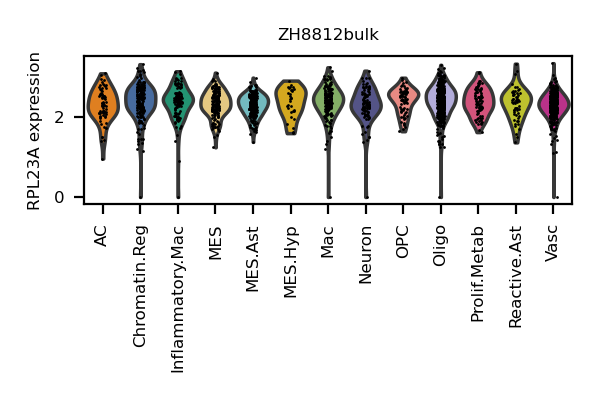 ZH8812bulk
RPL23A expression
2
0
AC
Chromatin.Reg
Inflammatory.Mac
MES
MES.Ast
MES.Hyp
Mac
Neuron
OPC
Oligo
Prolif.Metab
Reactive.Ast
Vasc